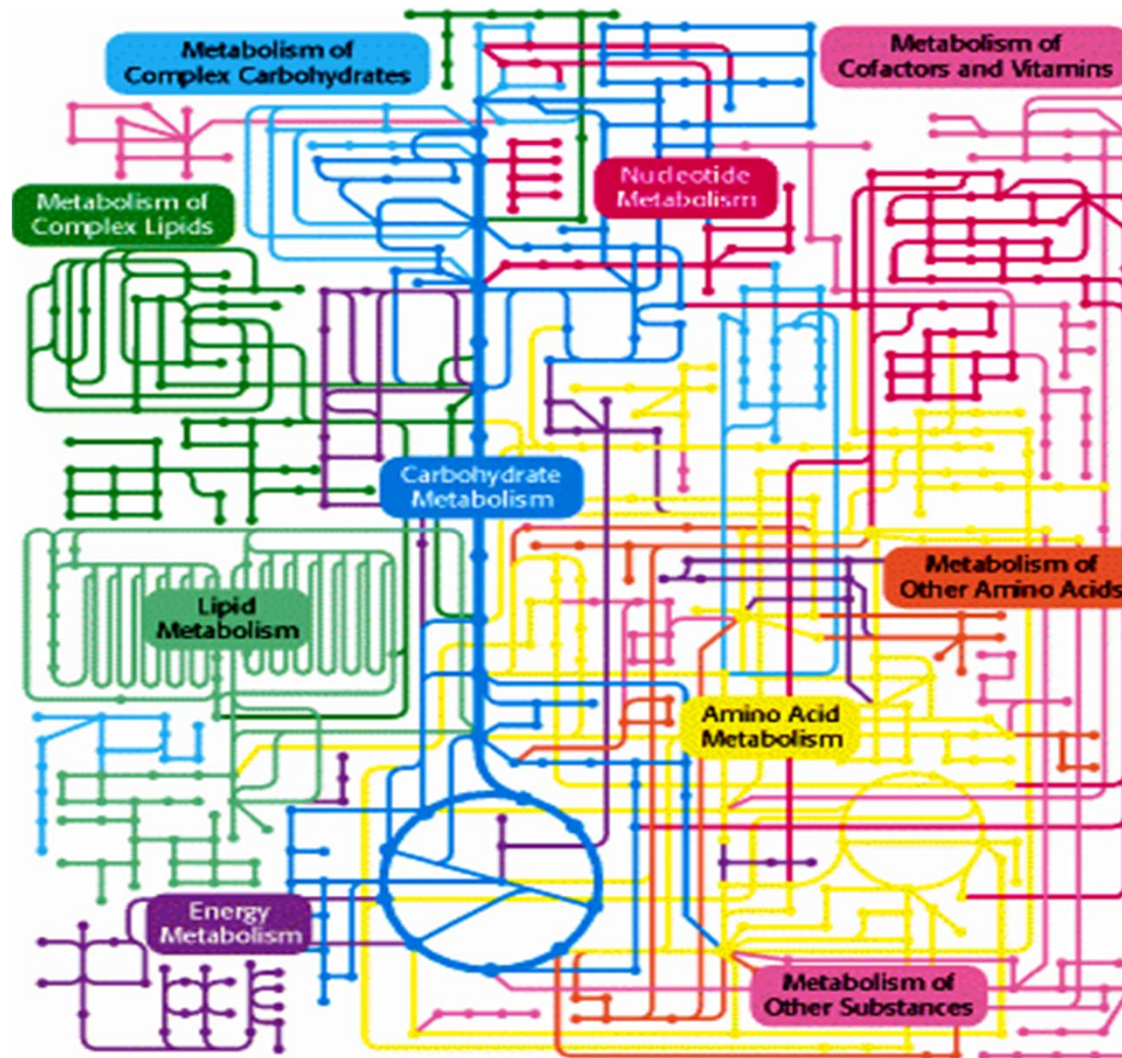 Metabolism of
Complex Carbohydrates
Metabolism of
Cofactors and Vitamins
Nucleotide
Metabolism
Metabolism of
Complex Lipids
Carbohydrate
Metabolism
Metabolism of
Other Amino Acids
Lipid
Metabolism
Amino Acid
Metabolism
Energy
Metabolism
Metabolism of
Other Substances